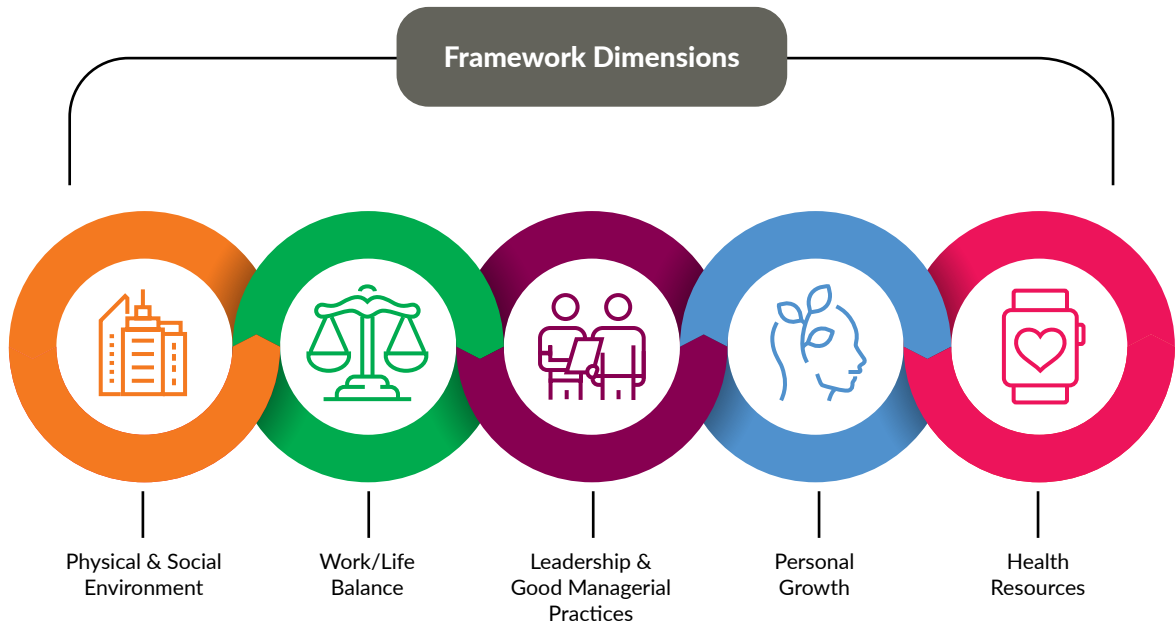 Framework Dimensions
Physical & Social
Environment
Work/Life
Balance
Leadership &
Good Managerial
Practices
Personal
Growth
Health
Resources